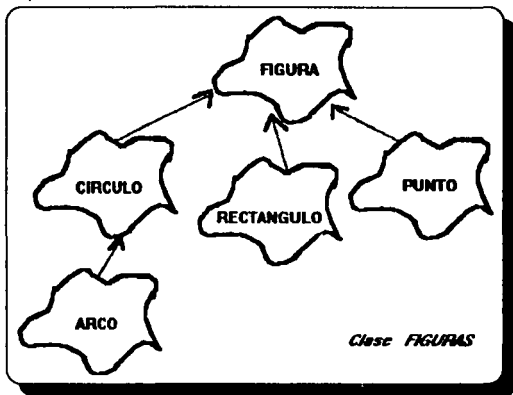 FIGURA
CIRCULO
RECTANGULO
PUNTO
ARCO
Clase FIGURAS